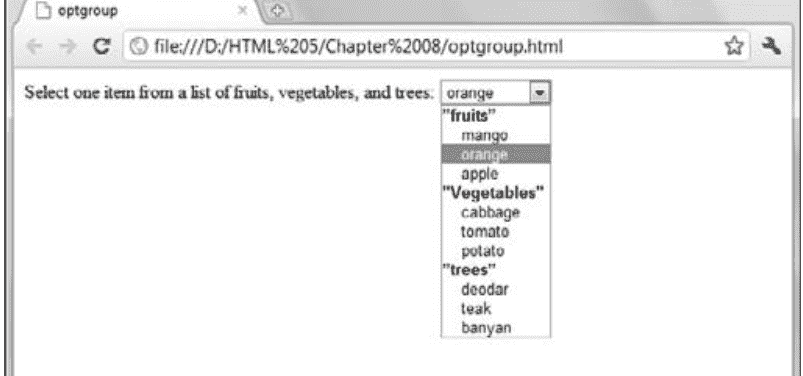 optgroup
file:///D:/HTML%205/Chapter%2008/optgroup.html
Select one item from a list of fruits, vegetables, and trees: orange
"fruits"
mango
orange
apple
"Vegetables"
cabbage
tomato
potato
"trees"
deodar
teak
banyan